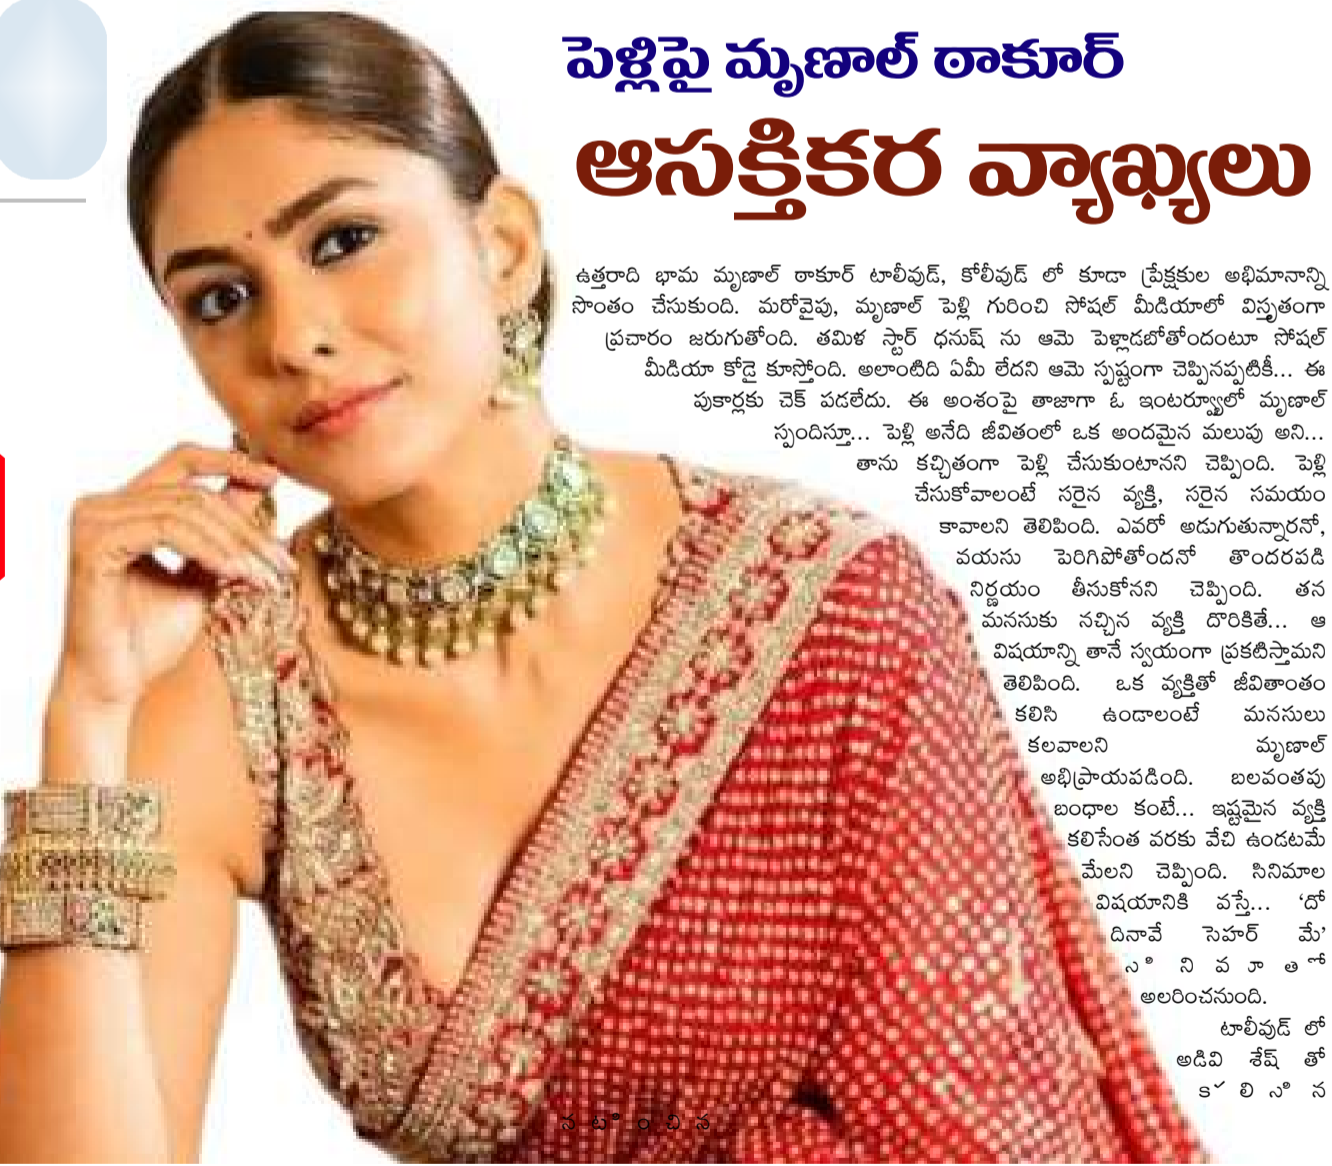 పెళ్లిపై మృణాల్ ఠాకూర్
ఆసక్తికర వ్యాఖ్యలు
ఉత్తరాది భామ మృణాల్ ఠాకూర్ టాలీవుడ్, కోలీవుడ్ లో కూడా ప్రేక్షకుల అభిమానాన్ని
సొంతం చేసుకుంది. మరోవైపు, మృణాల్ పెళ్లి గురించి సోషల్ మీడియాలో విస్తృతంగా
ప్రచారం జరుగుతోంది. తమిళ స్టార్ ధనుష్ ను ఆమె పెళ్లాడబోతోందంటూ సోషల్
మీడియా కోడై కూస్తోంది. అలాంటిది ఏమీ లేదని ఆమె స్పష్టంగా చెప్పినప్పటికీ... ఈ
పుకార్లకు చెక్ పడలేదు. ఈ అంశంపై తాజాగా ఓ ఇంటర్వ్యూలో మృణాల్
స్పందిస్తూ... పెళ్లి అనేది జీవితంలో ఒక అందమైన మలుపు అని...
తాను కచ్చితంగా పెళ్లి చేసుకుంటానని చెప్పింది. పెళ్లి
చేసుకోవాలంటే సరైన వ్యక్తి, సరైన సమయం
కావాలని తెలిపింది. ఎవరో అడుగుతున్నారనో,
వయసు పెరిగిపోతోందనో తొందరపడి
నిర్ణయం తీసుకోనని చెప్పింది. తన
మనసుకు నచ్చిన వ్యక్తి దొరికితే... ఆ
విషయాన్ని తానే స్వయంగా ప్రకటిస్తామని
తెలిపింది. ఒక వ్యక్తితో జీవితాంతం
కలిసి ఉండాలంటే మనసులు
కలవాలని మృణాల్
అభిప్రాయపడింది. బలవంతపు
బంధాల కంటే... ఇష్టమైన వ్యక్తి
కలిసేంత వరకు వేచి ఉండటమే
మేలని చెప్పింది. సినిమాల
విషయానికి వస్తే... 'దో
దినావే సెహర్ మే'
సినిమాతో
అలరించనుంది.
టాలీవుడ్ లో
అడివి శేష్ తో
కలిసిన
నటించిన